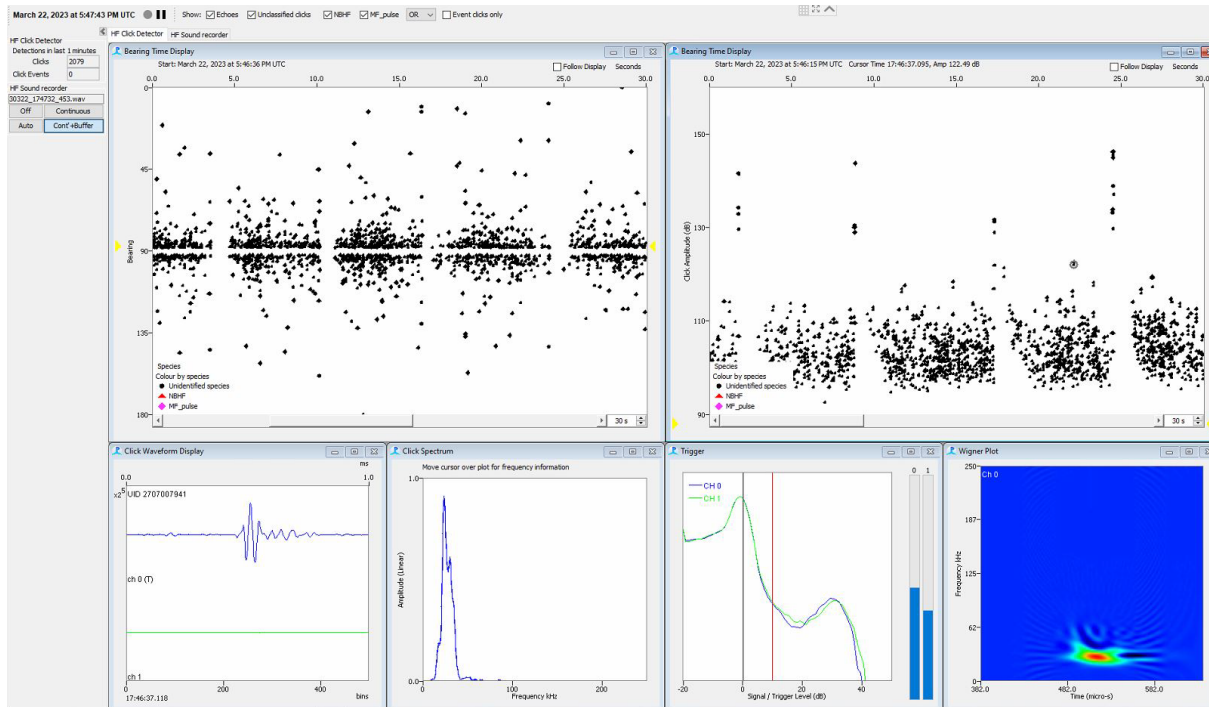 March 22, 2023 at 5:47:43 PM UTC Show: Echoes Unclassified clicks NBHF MF_pulse OR Event clicks only
HF Click Detector
Detections in last 1 minutes
Clicks 2079
Click Events 0
HF Sound recorder
30322_174732_453.wav
Off Continuous
Auto Cont'+Buffer
HF Click Detector HF Sound recorder
Bearing Time Display
Start: March 22, 2023 at 5:46:36 PM UTC
Follow Display Seconds
0.0 5.0 10.0 15.0 20.0 25.0 30.0
0
45
90
135
180
Bearing
Species
Colour by species
Unidentified species
NBHF
MF_pulse
30 s
Bearing Time Display
Start: March 22, 2023 at 5:46:15 PM UTC Cursor Time 17:46:37.095, Amp 122.49 dB
Follow Display Seconds
0.0 5.0 10.0 15.0 20.0 25.0 30.0
150
130
110
90
Click Amplitude (dB)
Species
Colour by species
Unidentified species
NBHF
MF_pulse
30 s
Click Waveform Display
ms
0.0 1.0
UID 2707007941
ch 0 (T)
ch 1
0 200 400
17:46:37.118 bins
Click Spectrum
Move cursor over plot for frequency information
1.0
0.0
Amplitude (Linear)
0 100 200
Frequency kHz
Trigger
CH 0
CH 1
0 1
-20 0 20 40
Signal / Trigger Level (dB)
Wigner Plot
Ch 0
250
187
125
62
0
Frequency kHz
382.0 482.0 582.0
Time (micro-s)